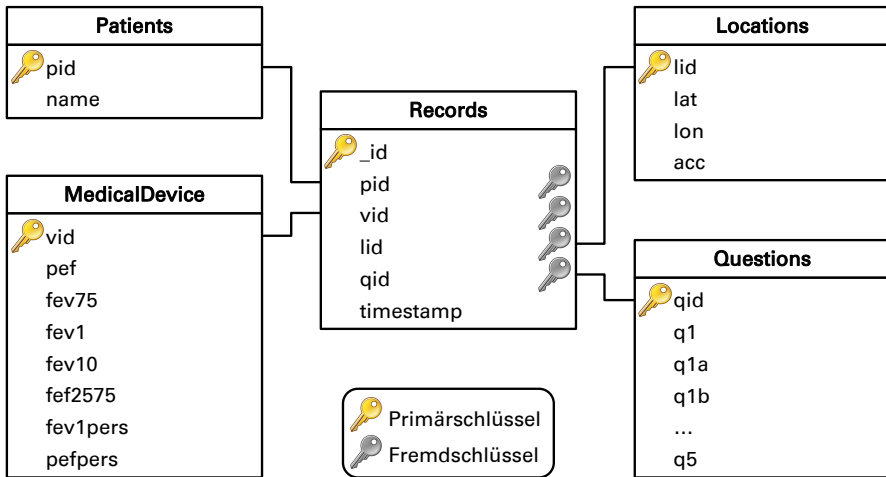 Patients
pid
name
MedicalDevice
vid
pef
fev75
fev1
fev10
fef2575
fev1pers
pefpers
Records
_id
pid
vid
lid
qid
timestamp
Primärschlüssel
Fremdschlüssel
Locations
lid
lat
lon
acc
Questions
qid
q1
q1a
q1b
...
q5